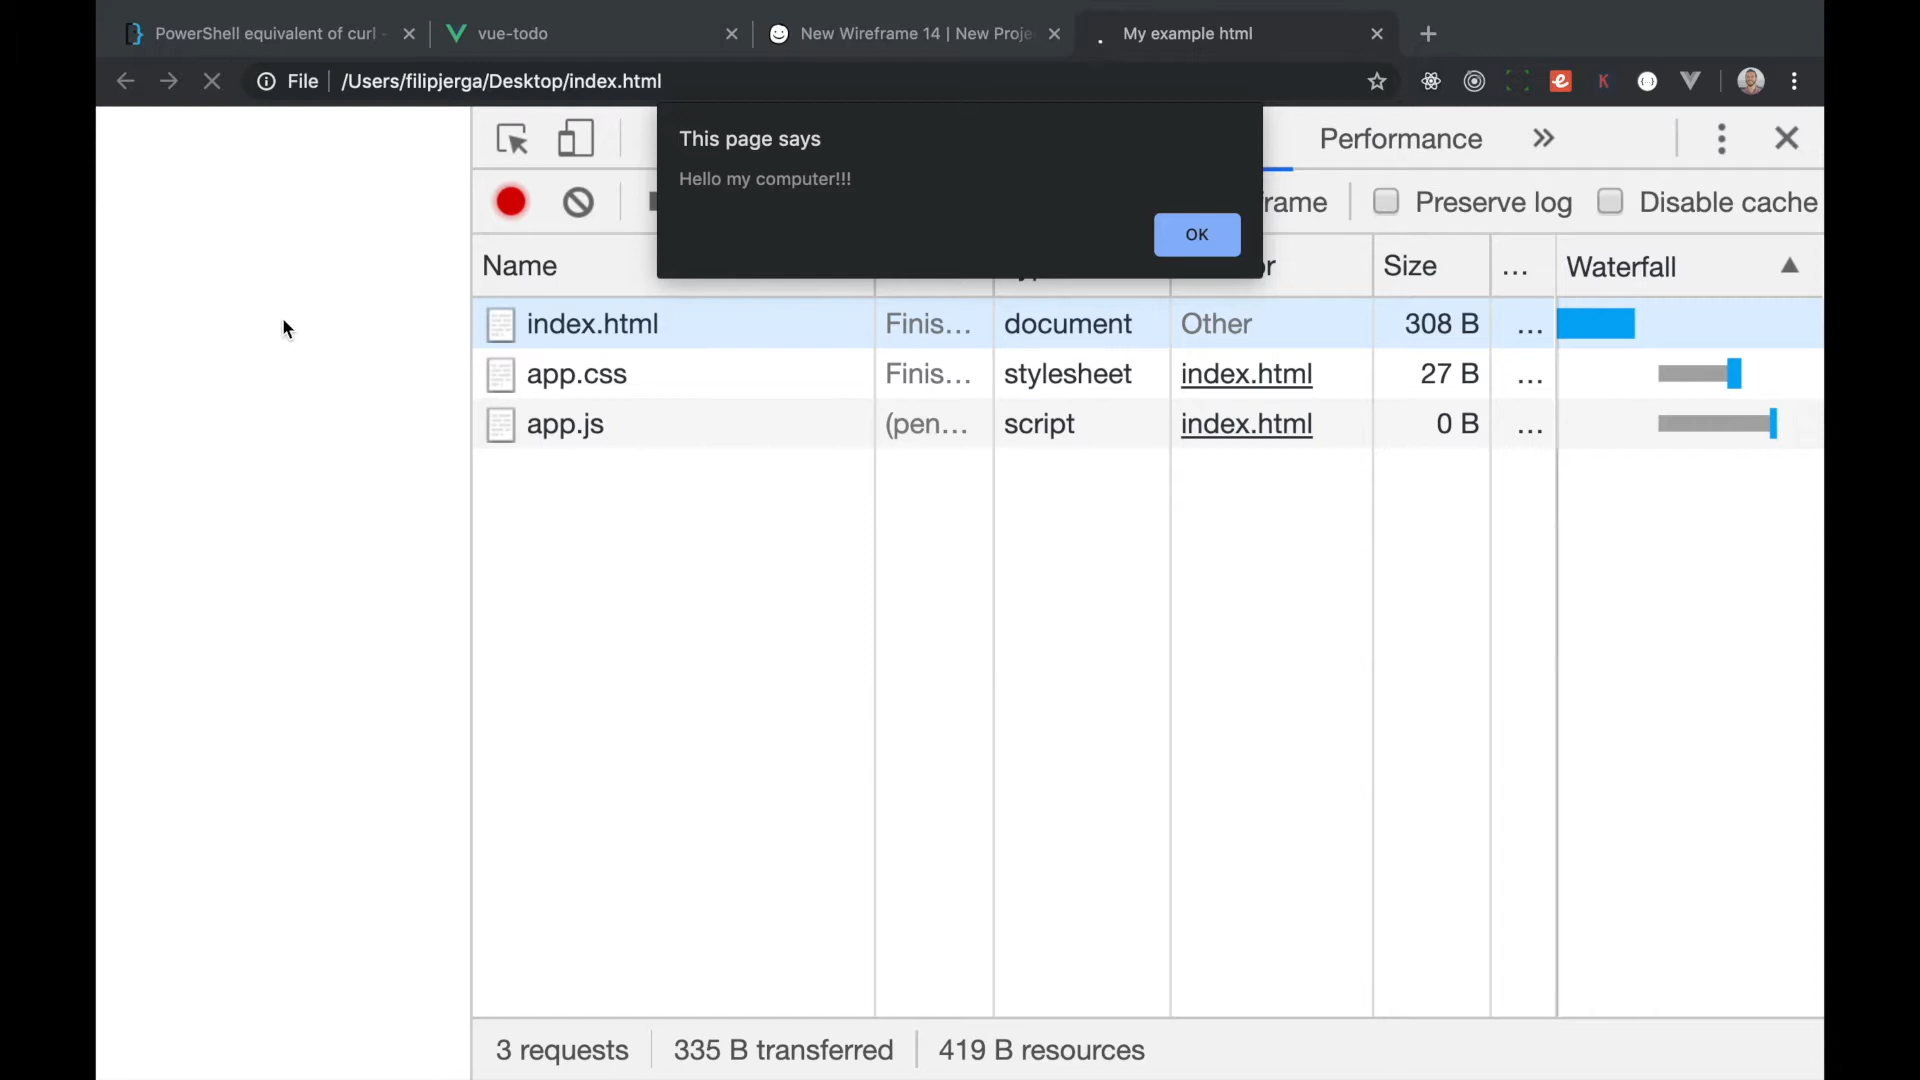 PowerShell equivalent of curl -
vue-todo
New Wireframe 14 | New Proje
My example html
File
/Users/filipjerga/Desktop/index.html
This page says
Hello my computer!!!
OK
Performance
Preserve log
Disable cache
Name
Size
...
Waterfall
index.html Finis... document Other 308 B ...
app.css Finis... stylesheet index.html 27 B ...
app.js (pen... script index.html 0 B ...
3 requests
335 B transferred
419 B resources